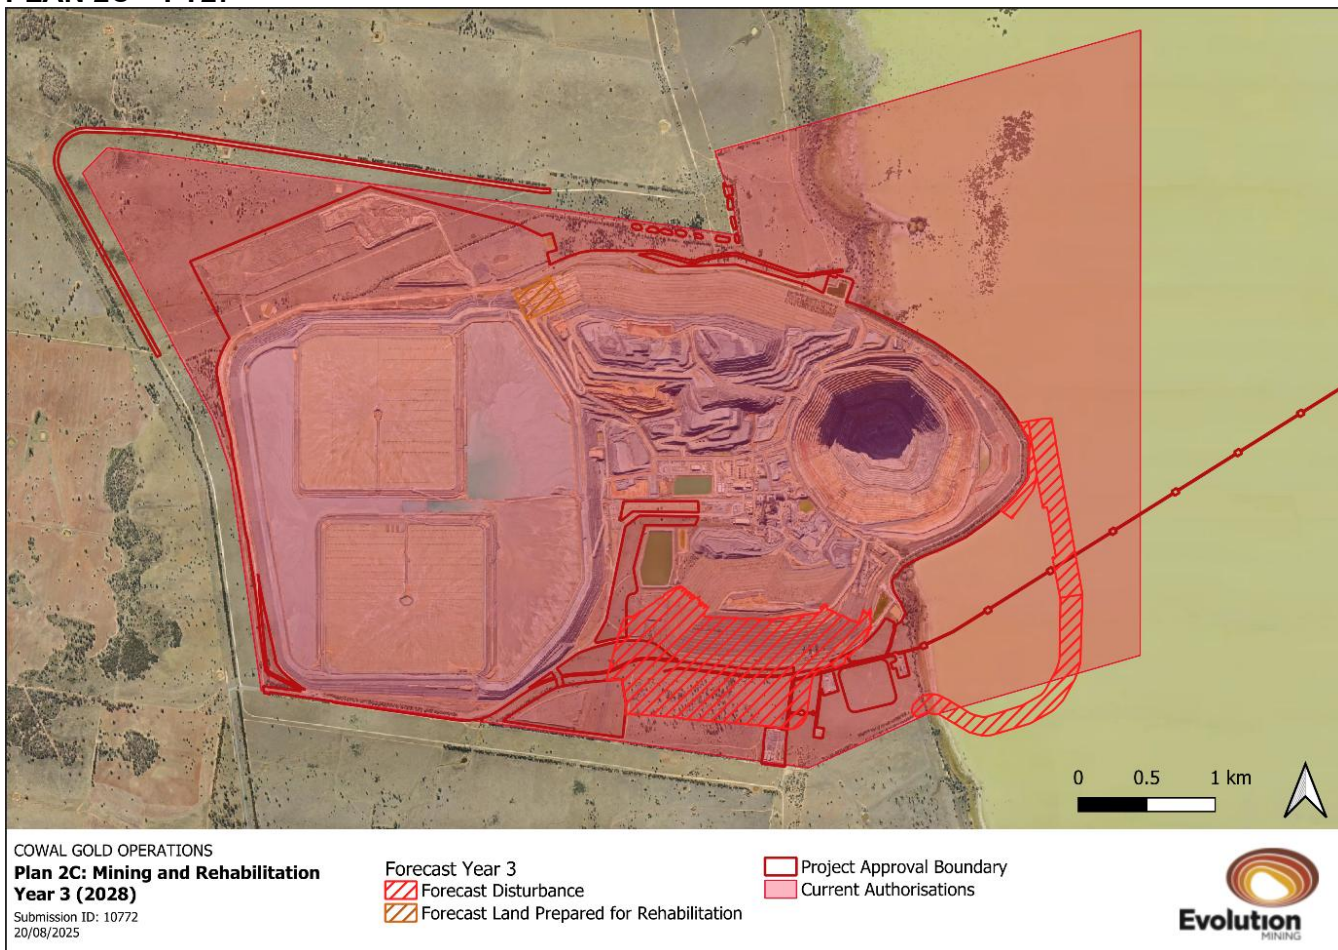 0 0.5 1 km
COWAL GOLD OPERATIONS
Plan 2C: Mining and Rehabilitation
Year 3 (2028)
Submission ID: 10772
20/08/2025
Forecast Year 3
Forecast Disturbance
Forecast Land Prepared for Rehabilitation
Project Approval Boundary
Current Authorisations
Evolution
MINING